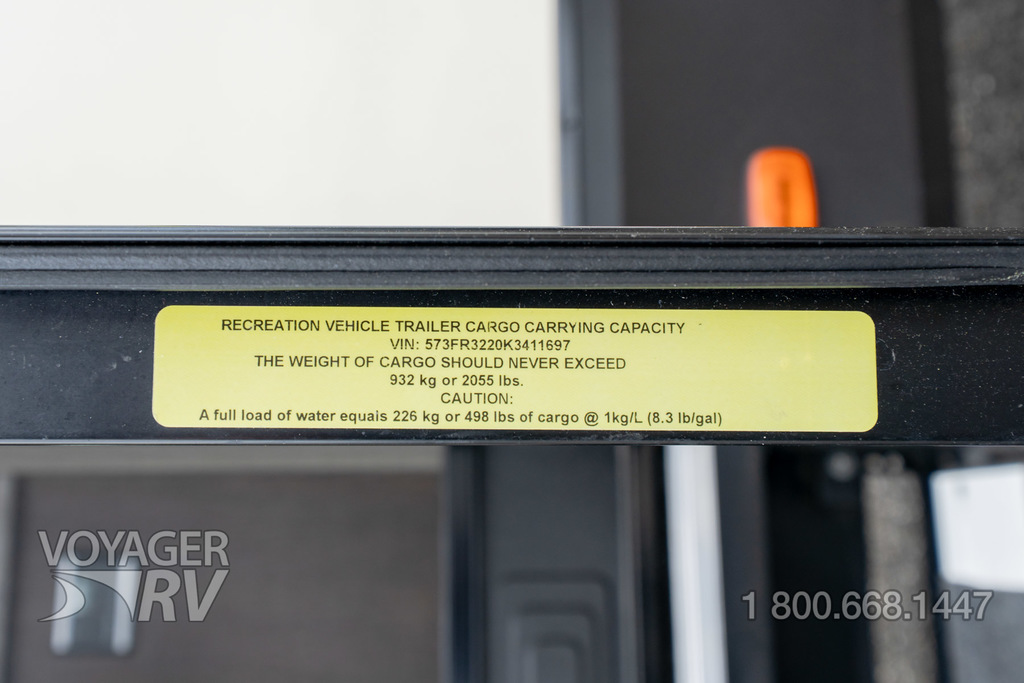 RECREATION VEHICLE TRAILER CARGO CARRYING CAPACITY
VIN: 573FR3220K3411697
THE WEIGHT OF CARGO SHOULD NEVER EXCEED
932 kg or 2055 lbs.
CAUTION:
A full load of water equais 226 kg or 498 lbs of cargo @ 1kg/L (8.3 lb/gal)
VOYAGER
RV
1 800.668.1447